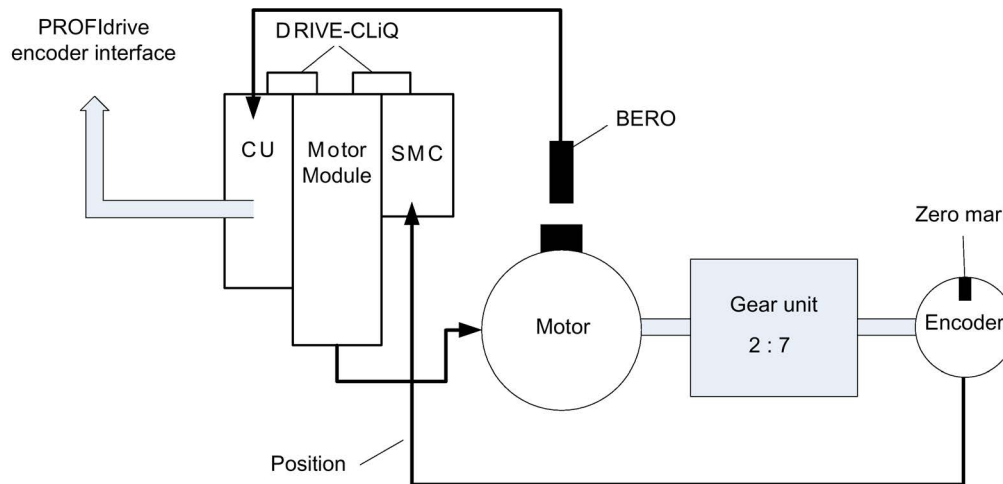 PROFIdrive
encoder interface
DRIVE-CLiQ
BERO
CU
Motor
Module
SMC
Zero mar
Motor
Gear unit
2 : 7
Encoder
Position